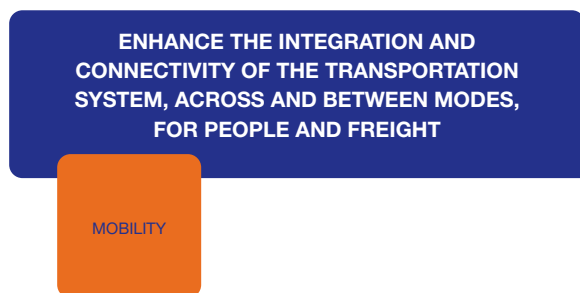 ENHANCE THE INTEGRATION AND
CONNECTIVITY OF THE TRANSPORTATION
SYSTEM, ACROSS AND BETWEEN MODES,
FOR PEOPLE AND FREIGHT
MOBILITY